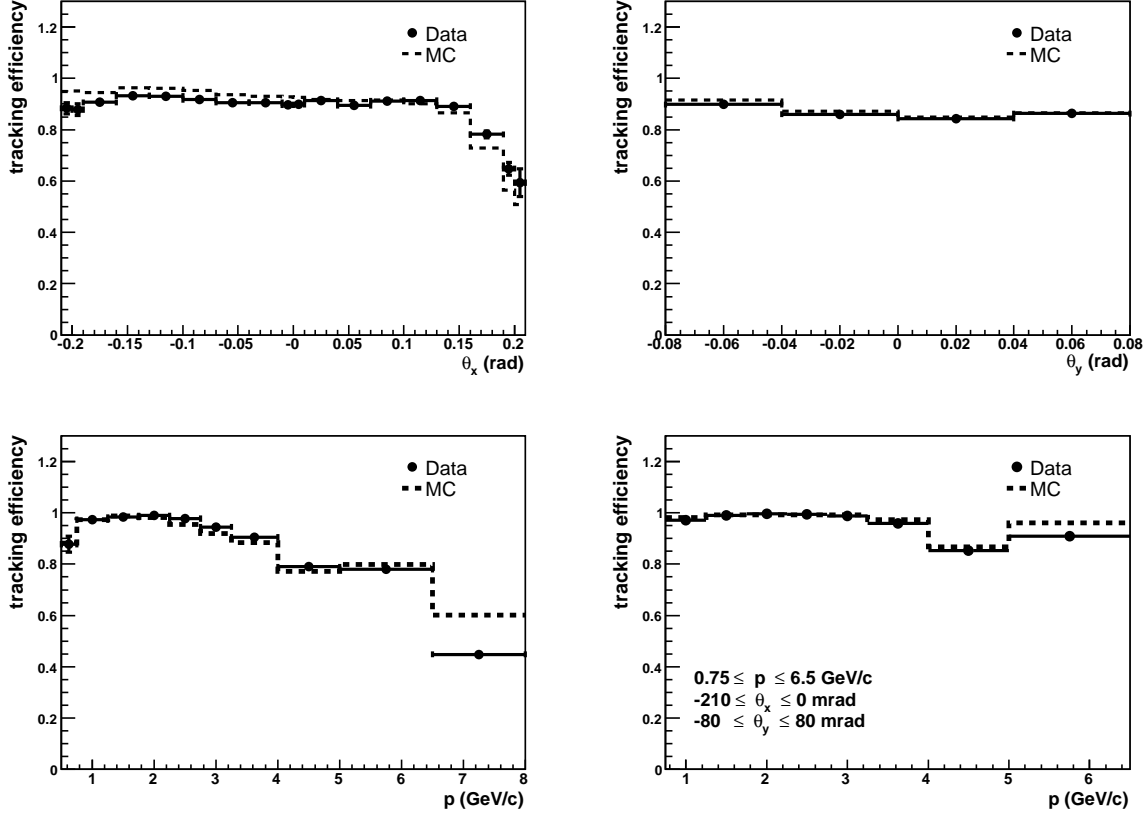 tracking efficiency
1.2
1
0.8
0.6
0.4
0.2
0
Data
MC
-0.2 -0.15 -0.1 -0.05 -0 0.05 0.1 0.15 0.2
θx (rad)
tracking efficiency
1.2
1
0.8
0.6
0.4
0.2
0
Data
MC
-0.08 -0.06 -0.04 -0.02 0 0.02 0.04 0.06 0.08
θy (rad)
tracking efficiency
1.2
1
0.8
0.6
0.4
0.2
0
Data
MC
1 2 3 4 5 6 7 8
p (GeV/c)
tracking efficiency
1.2
1
0.8
0.6
0.4
0.2
0
Data
MC
0.75 ≤ p ≤ 6.5 GeV/c
-210 ≤ θx ≤ 0 mrad
-80 ≤ θy ≤ 80 mrad
1 2 3 4 5 6
p (GeV/c)